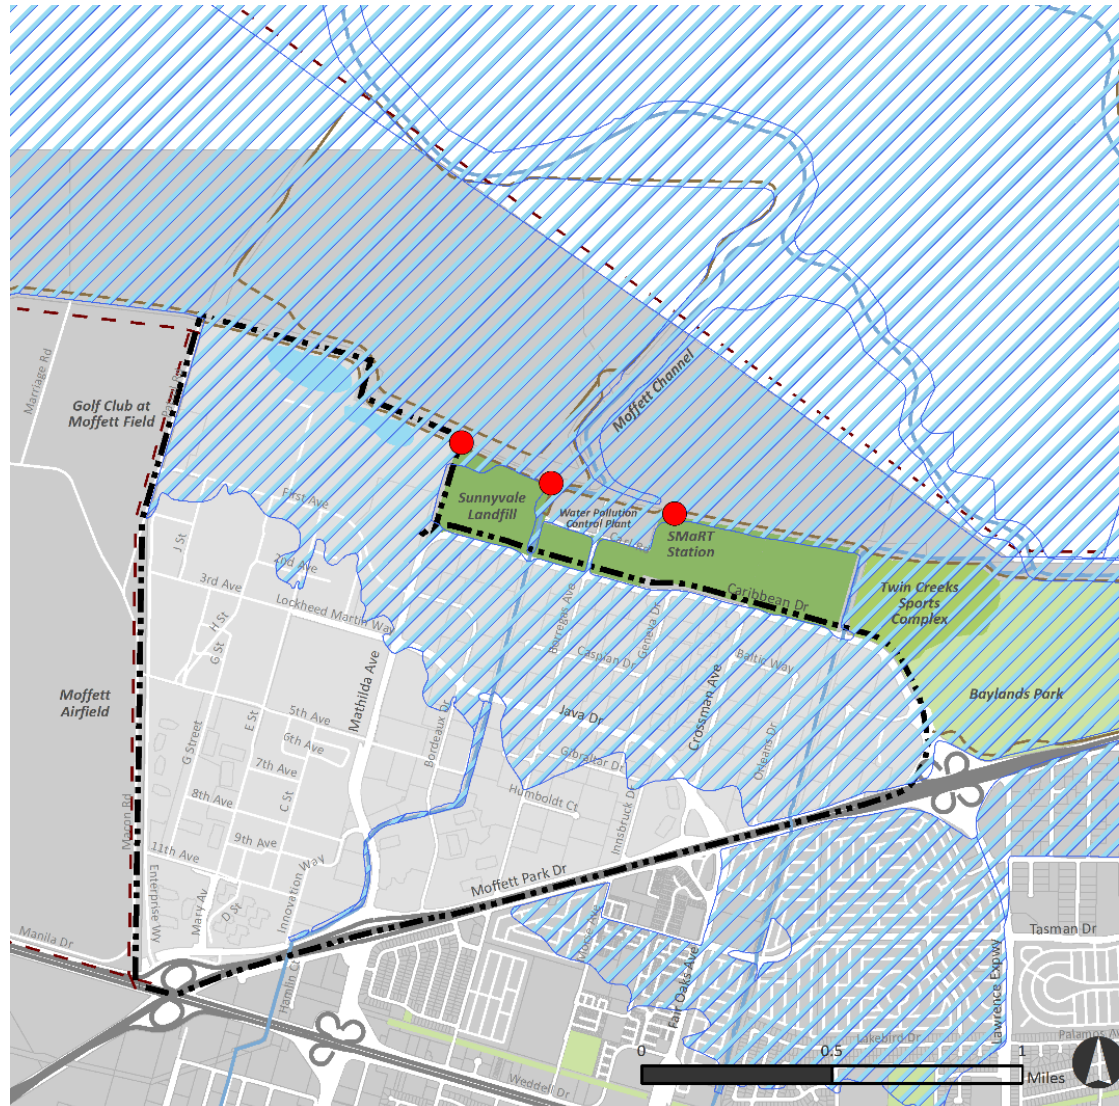 Moffett Channel
Marriage Rd
Golf Club at
Moffett Field
Sunnyvale
Landfill
Water Pollution
Control Plant
SMaRT
Station
First Ave
J St
2nd Ave
3rd Ave
Lockheed Martin Way
H St
G St
Caribbean Dr
Twin Creeks
Sports
Complex
Borregas Ave
Geneva Dr
Caspian Dr
Baltic Way
Baylands Park
Moffett
Airfield
Mathilda Ave
Bordeaux Dr
Java Dr
Crossman Ave
Orleans Dr
Gibraltar Dr
G Street
E St
5th Ave
6th Ave
7th Ave
C St
8th Ave
9th Ave
11th Ave
Humboldt Ct
Innsbruck Dr
Macon Rd
Moffett Park Dr
Enterprise Wy
Mary Av
D St
Innovation Way
Manila Dr
Hamlin Ct
Morse Ave
Fair Oaks Ave
Tasman Dr
Lawrence Expwy
Lakebird Dr
Weddell Dr
0
0.5
1
Miles